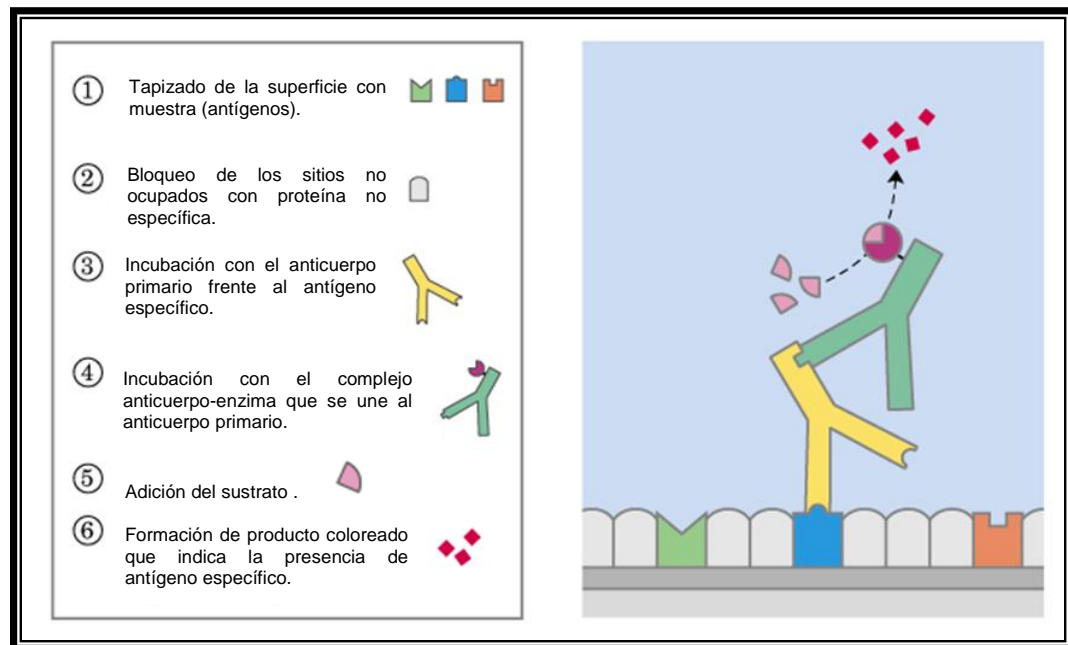 ① Tapizado de la superficie con
muestra (antígenos).
② Bloqueo de los sitios no
ocupados con proteína no
específica.
③ Incubación con el anticuerpo
primario frente al antígeno
específico.
④ Incubación con el complejo
anticuerpo-enzima que se une al
anticuerpo primario.
⑤ Adición del sustrato .
⑥ Formación de producto coloreado
que indica la presencia de
antígeno específico.